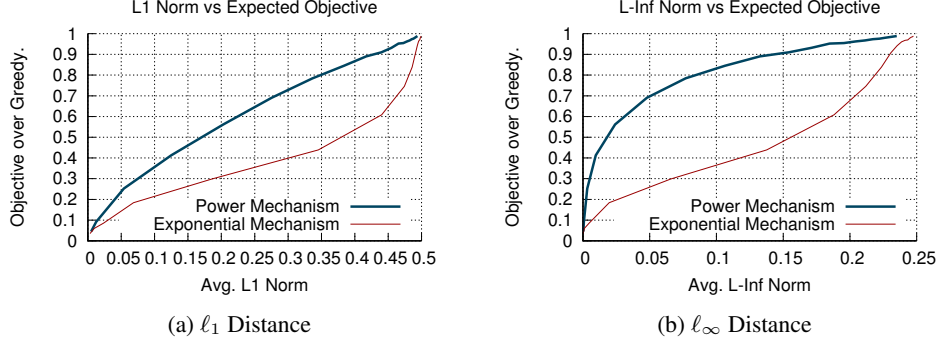 L1 Norm vs Expected Objective
Objective over Greedy.
1
0.9
0.8
0.7
0.6
0.5
0.4
0.3
0.2
0.1
0
Power Mechanism
Exponential Mechanism
0 0.05 0.1 0.15 0.2 0.25 0.3 0.35 0.4 0.45 0.5
Avg. L1 Norm
(a) ℓ₁ Distance
L-Inf Norm vs Expected Objective
Objective over Greedy.
1
0.9
0.8
0.7
0.6
0.5
0.4
0.3
0.2
0.1
0
Power Mechanism
Exponential Mechanism
0 0.05 0.1 0.15 0.2 0.25
Avg. L-Inf Norm
(b) ℓ∞ Distance